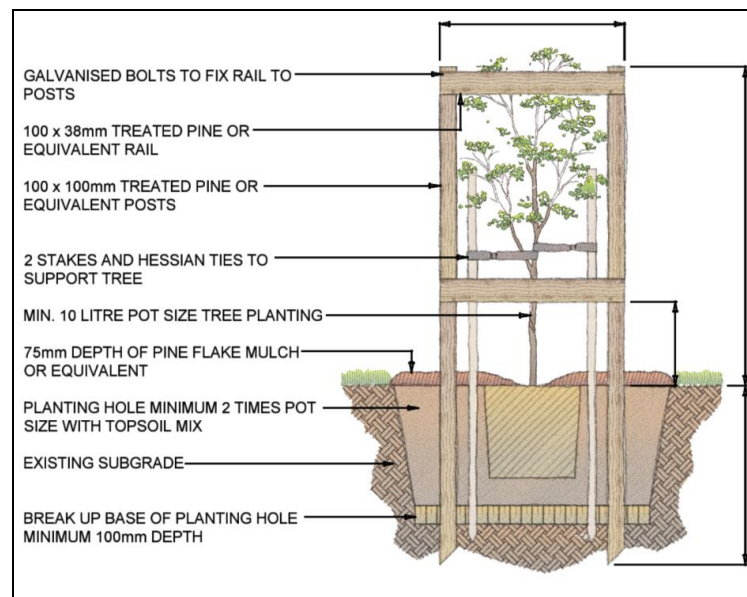 GALVANISED BOLTS TO FIX RAIL TO
POSTS
100 x 38mm TREATED PINE OR
EQUIVALENT RAIL
100 x 100mm TREATED PINE OR
EQUIVALENT POSTS
2 STAKES AND HESSIAN TIES TO
SUPPORT TREE
MIN. 10 LITRE POT SIZE TREE PLANTING
75mm DEPTH OF PINE FLAKE MULCH
OR EQUIVALENT
PLANTING HOLE MINIMUM 2 TIMES POT
SIZE WITH TOPSOIL MIX
EXISTING SUBGRADE
BREAK UP BASE OF PLANTING HOLE
MINIMUM 100mm DEPTH